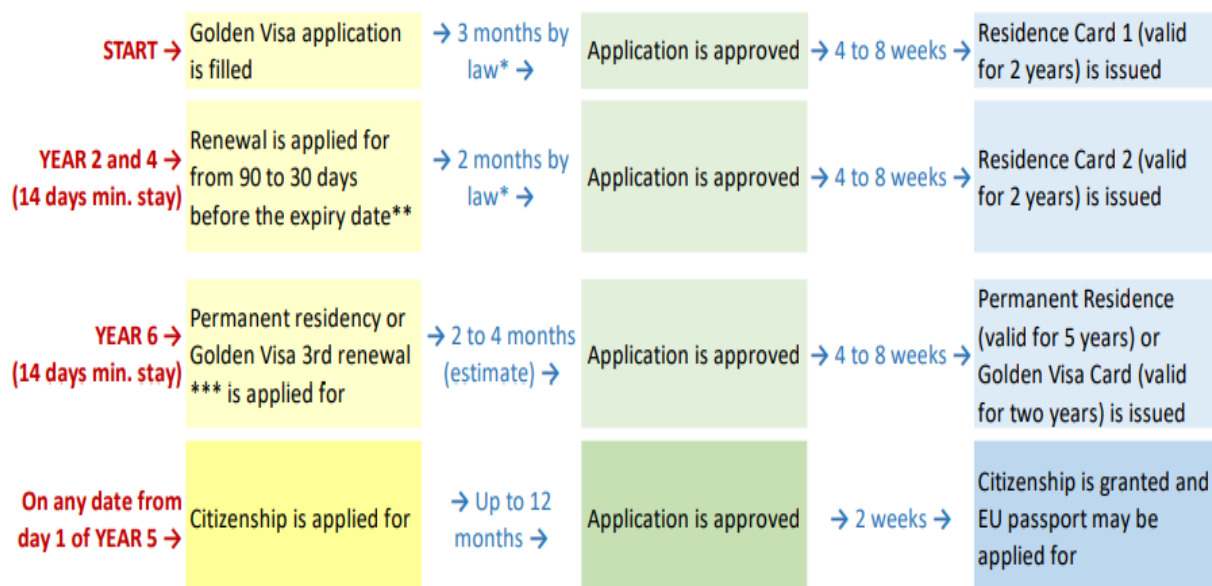 START → Golden Visa application is filled → 3 months by law* → Application is approved → 4 to 8 weeks → Residence Card 1 (valid for 2 years) is issued
YEAR 2 and 4 → (14 days min. stay) Renewal is applied for from 90 to 30 days before the expiry date** → 2 months by law* → Application is approved → 4 to 8 weeks → Residence Card 2 (valid for 2 years) is issued
YEAR 6 → (14 days min. stay) Permanent residency or Golden Visa 3rd renewal *** is applied for → 2 to 4 months (estimate) → Application is approved → 4 to 8 weeks → Permanent Residence (valid for 5 years) or Golden Visa Card (valid for two years) is issued
On any date from day 1 of YEAR 5 → Citizenship is applied for → Up to 12 months → Application is approved → 2 weeks → Citizenship is granted and EU passport may be applied for